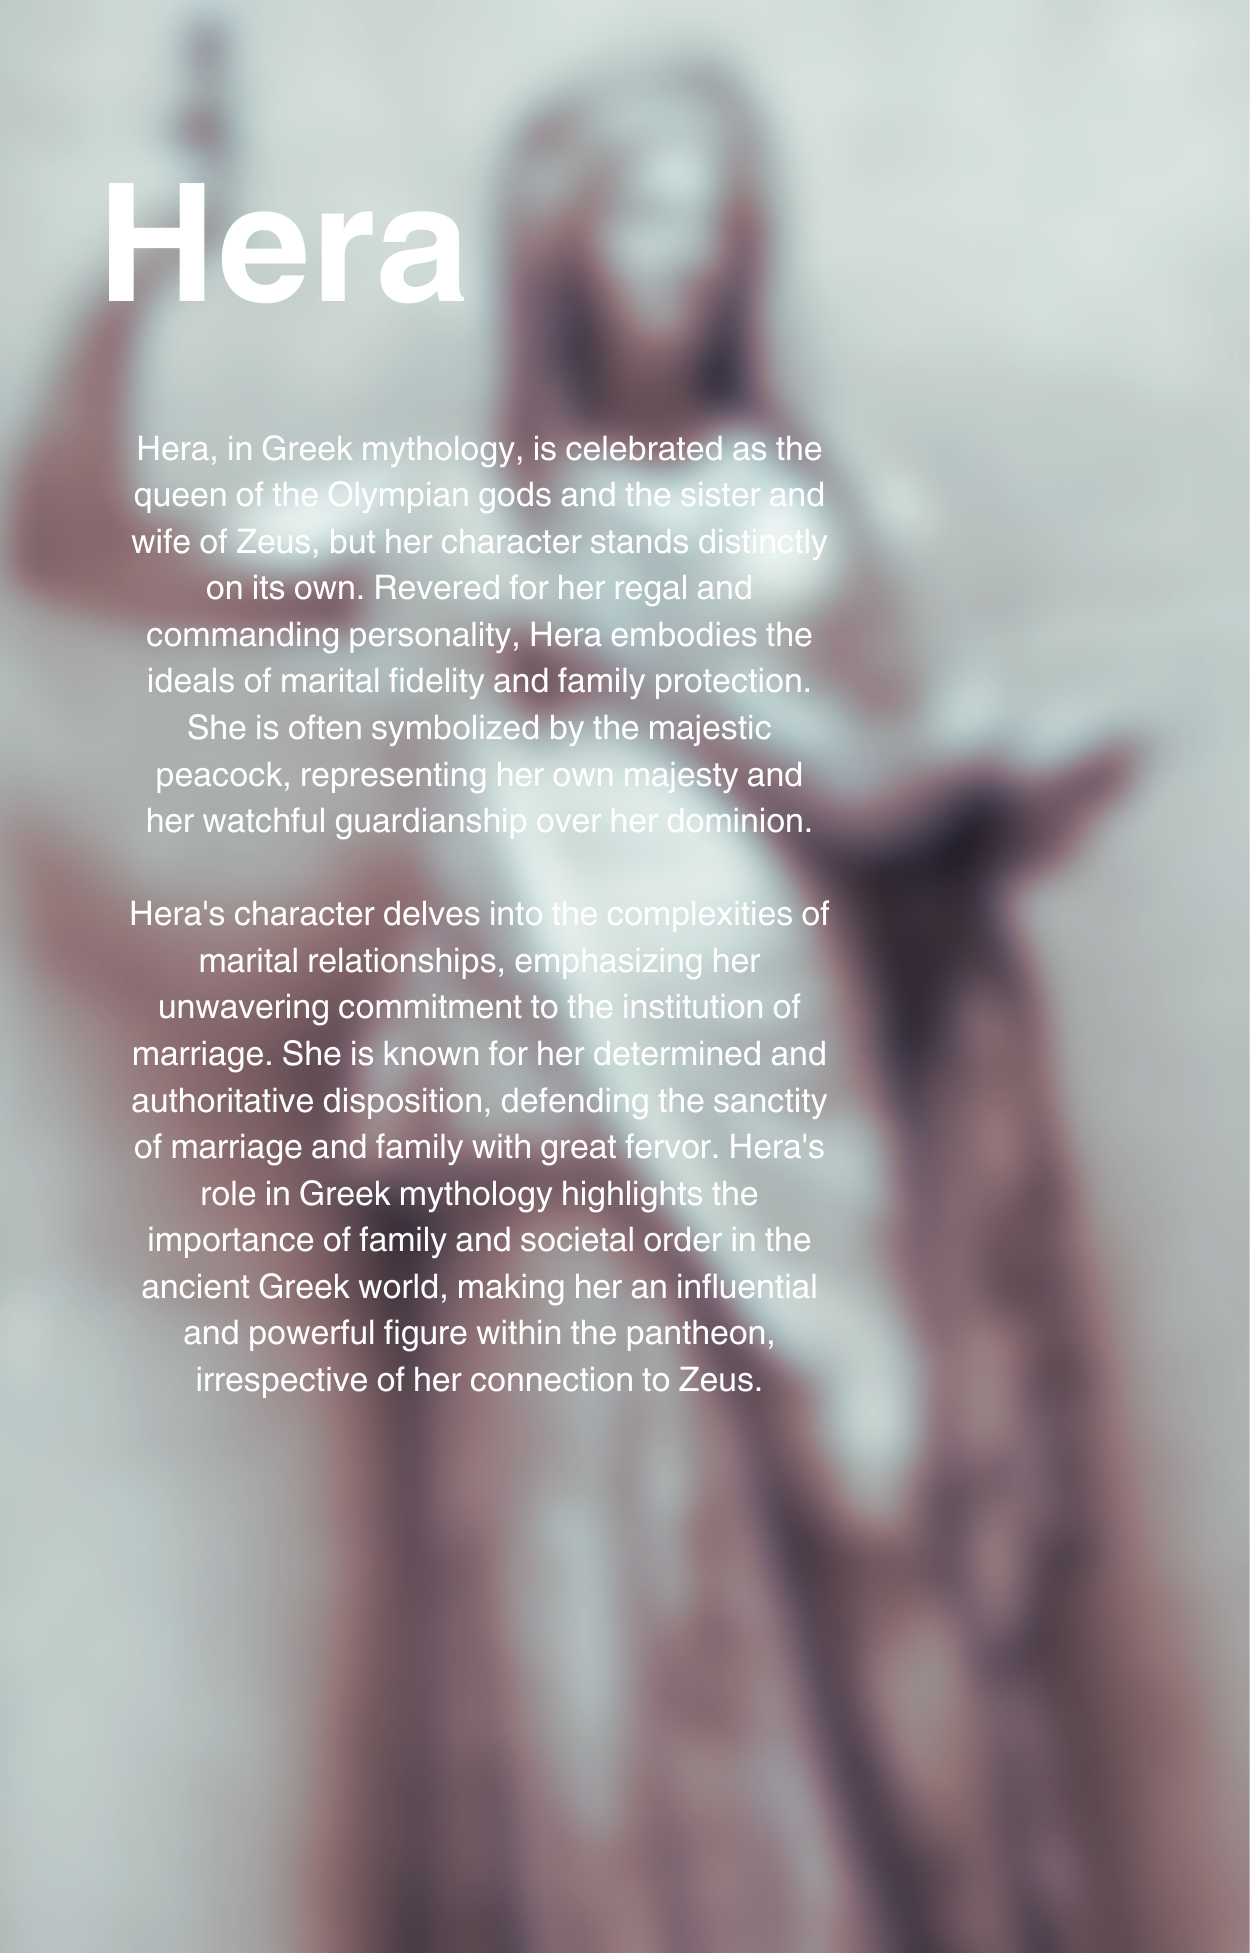 Hera
Hera, in Greek mythology, is celebrated as the
queen of the Olympian gods and the sister and
wife of Zeus, but her character stands distinctly
on its own. Revered for her regal and
commanding personality, Hera embodies the
ideals of marital fidelity and family protection.
She is often symbolized by the majestic
peacock, representing her own majesty and
her watchful guardianship over her dominion.
Hera's character delves into the complexities of
marital relationships, emphasizing her
unwavering commitment to the institution of
marriage. She is known for her determined and
authoritative disposition, defending the sanctity
of marriage and family with great fervor. Hera's
role in Greek mythology highlights the
importance of family and societal order in the
ancient Greek world, making her an influential
and powerful figure within the pantheon,
irrespective of her connection to Zeus.